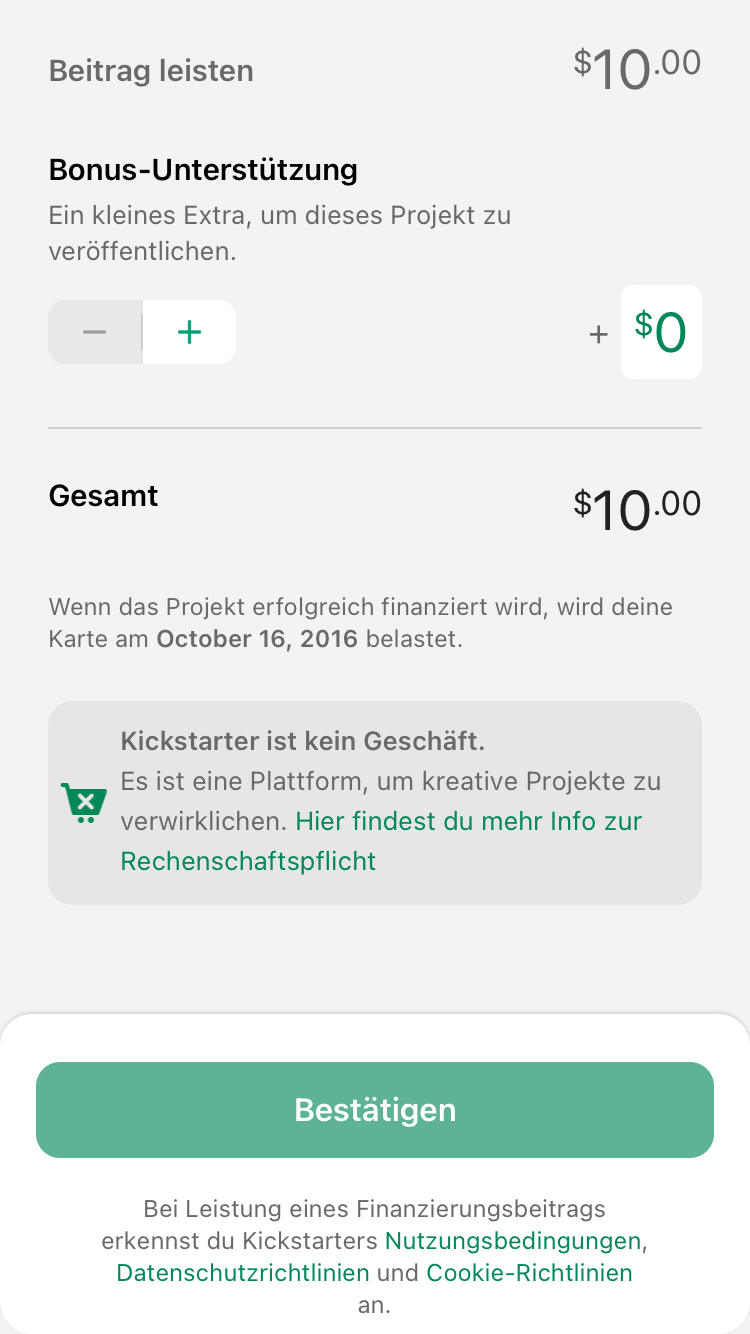 Beitrag leisten $10.00
Bonus-Unterstützung
Ein kleines Extra, um dieses Projekt zu
veröffentlichen.
− + + $0
Gesamt $10.00
Wenn das Projekt erfolgreich finanziert wird, wird deine
Karte am October 16, 2016 belastet.
Kickstarter ist kein Geschäft.
Es ist eine Plattform, um kreative Projekte zu
verwirklichen. Hier findest du mehr Info zur
Rechenschaftspflicht
Bestätigen
Bei Leistung eines Finanzierungsbeitrags
erkennst du Kickstarters Nutzungsbedingungen,
Datenschutzrichtlinien und Cookie-Richtlinien
an.